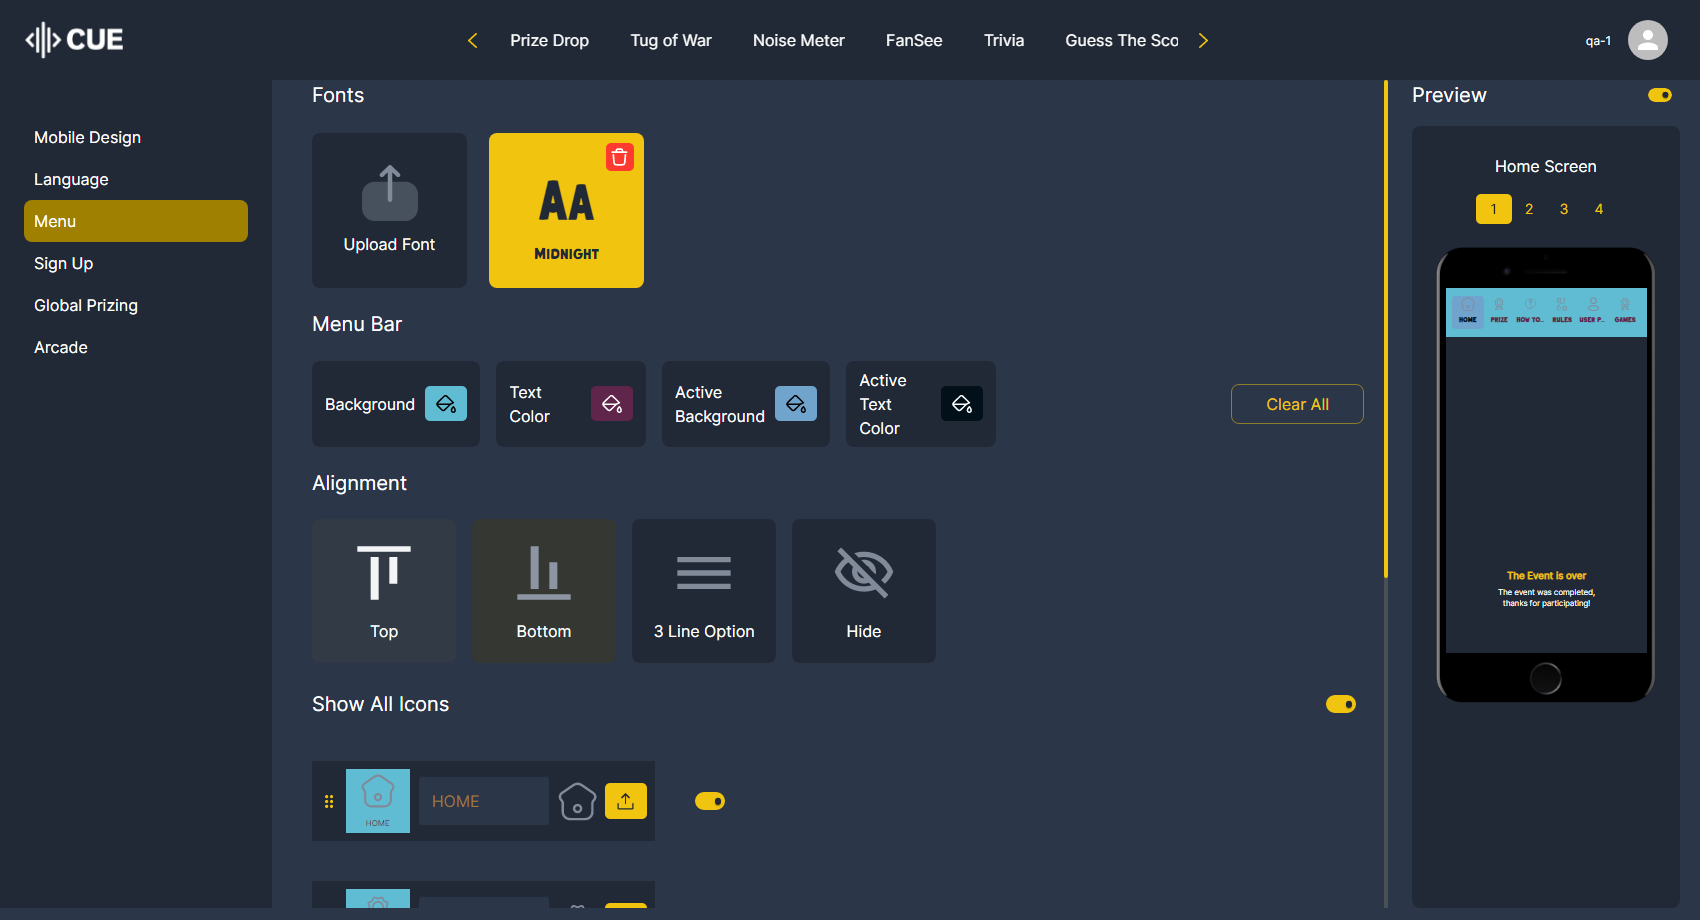 CUE
Prize Drop
Tug of War
Noise Meter
FanSee
Trivia
Guess The Sco
qa-1
Mobile Design
Language
Menu
Sign Up
Global Prizing
Arcade
Fonts
Upload Font
AA
MIDNIGHT
Menu Bar
Background
Text
Color
Active
Background
Active
Text
Color
Clear All
Alignment
Top
Bottom
3 Line Option
Hide
Show All Icons
HOME
HOME
Preview
Home Screen
1 2 3 4
HOME PRIZE HOW TO.. RULES USER P.. GAMES
The Event is over
The event was completed,
thanks for participating!